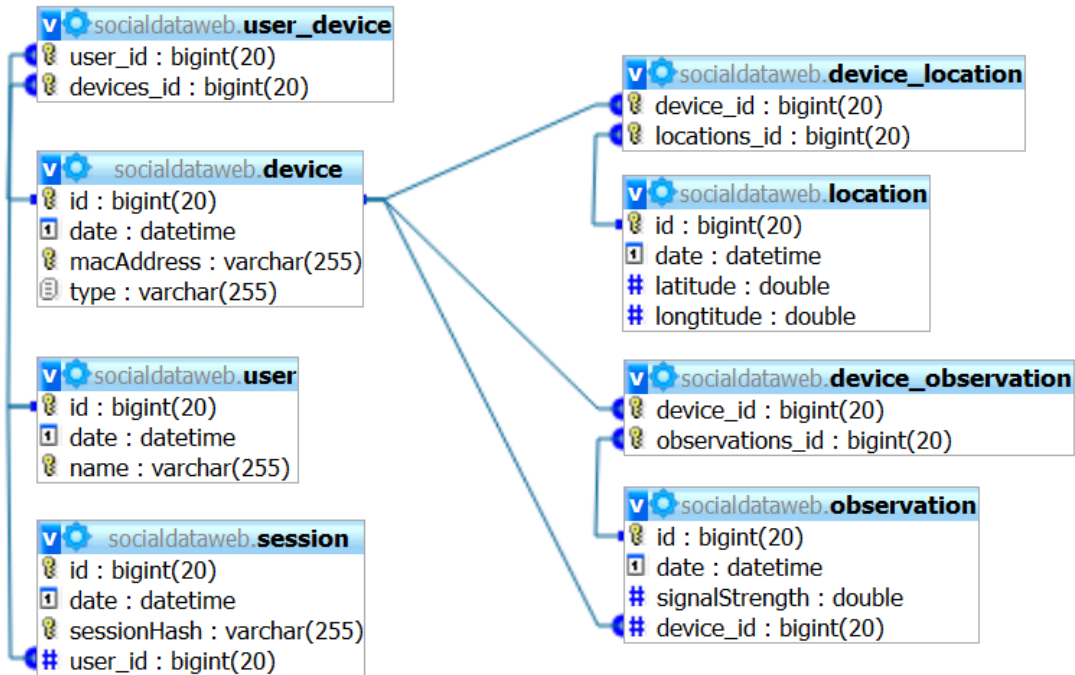 socialdataweb.user_device
user_id : bigint(20)
devices_id : bigint(20)
socialdataweb.device
id : bigint(20)
date : datetime
macAddress : varchar(255)
type : varchar(255)
socialdataweb.user
id : bigint(20)
date : datetime
name : varchar(255)
socialdataweb.session
id : bigint(20)
date : datetime
sessionHash : varchar(255)
user_id : bigint(20)
socialdataweb.device_location
device_id : bigint(20)
locations_id : bigint(20)
socialdataweb.location
id : bigint(20)
date : datetime
latitude : double
longtitude : double
socialdataweb.device_observation
device_id : bigint(20)
observations_id : bigint(20)
socialdataweb.observation
id : bigint(20)
date : datetime
signalStrength : double
device_id : bigint(20)